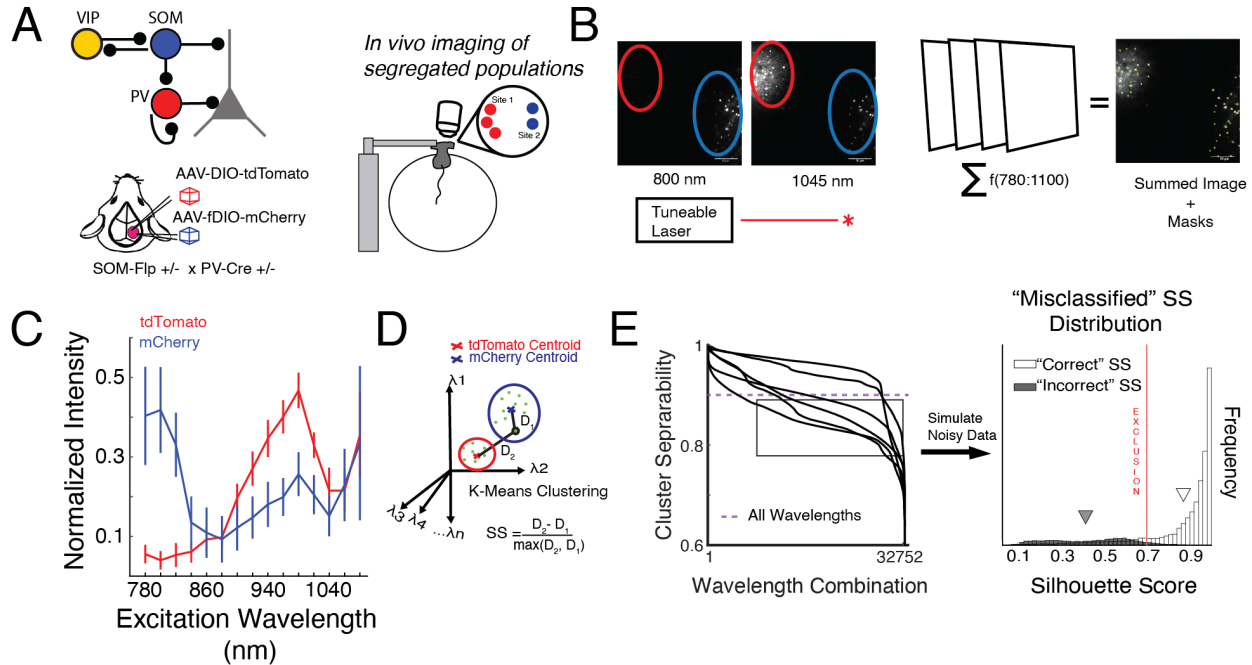 A
VIP
SOM
PV
AAV-DIO-tdTomato
AAV-fDIO-mCherry
SOM-Flp +/-  x PV-Cre +/-
In vivo imaging of
segregated populations
Site 1
Site 2
B
800 nm
1045 nm
Tuneable
Laser
*
∑ f(780:1100)
=
Summed Image
+
Masks
C
tdTomato
mCherry
Normalized Intensity
0.5
0.3
0.1
780 860 940 1040
Excitation Wavelength
(nm)
D
tdTomato Centroid
mCherry Centroid
λ1
D1
D2
λ2
K-Means Clustering
λ3 λ4 ...λn
SS = D2- D1
max(D2, D1)
E
Cluster Seprarability
1
0.8
0.6
All Wavelengths
1 32752
Wavelength Combination
Simulate
Noisy Data
"Misclassified" SS
Distribution
"Correct" SS
"Incorrect" SS
EXCLUSION
Frequency
0.1 0.3 0.5 0.7 0.9
Silhouette Score